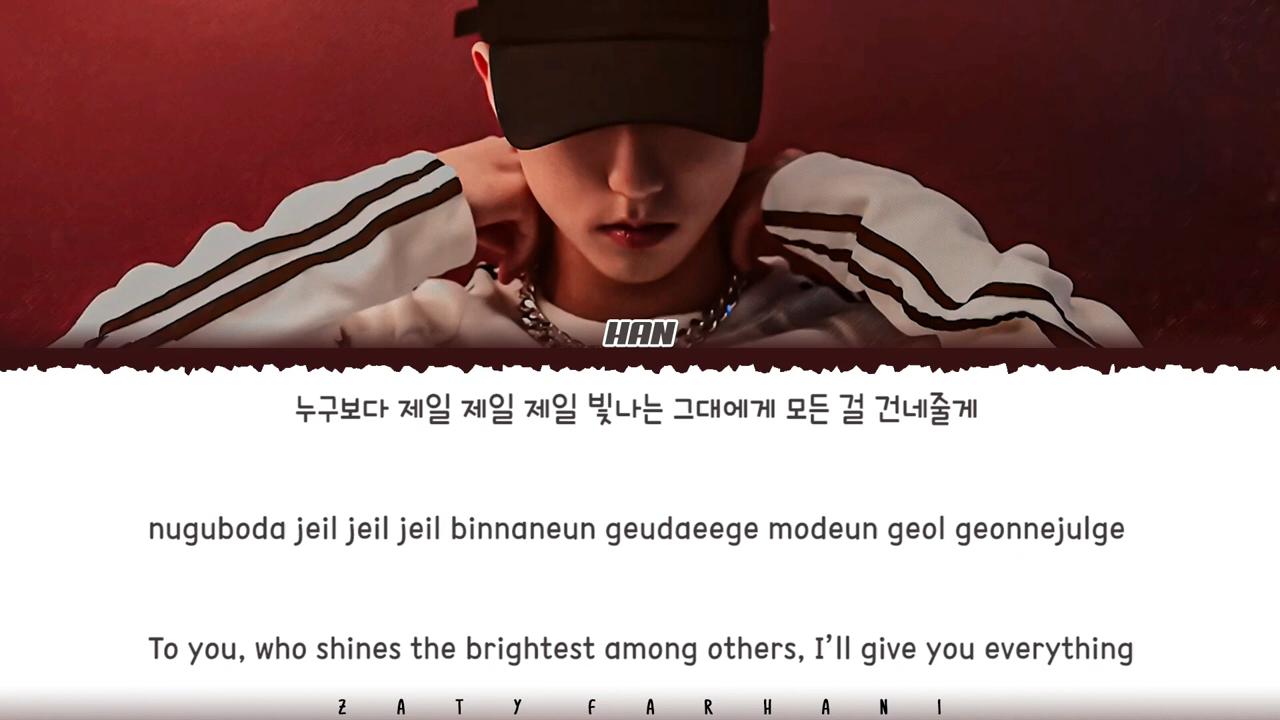 HAN
누구보다 제일 제일 제일 빛나는 그대에게 모든 걸 건네줄게
nuguboda jeil jeil jeil binnaneun geudaeege modeun geol geonnejulge
To you, who shines the brightest among others, I’ll give you everything
ZATY FARHANI